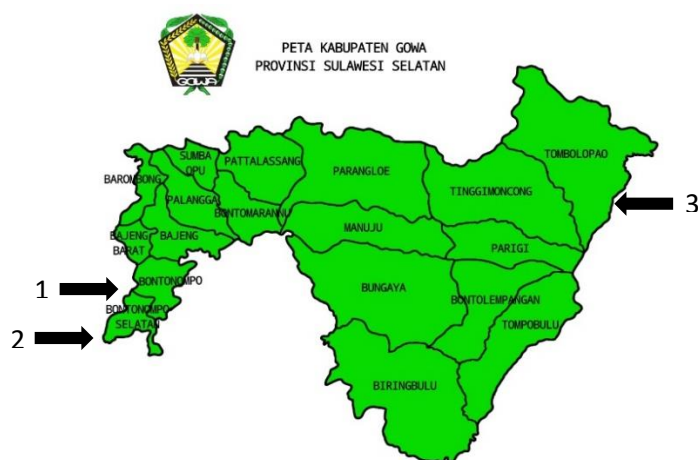 PETA KABUPATEN GOWA
PROVINSI SULAWESI SELATAN
GOWA
TOMBOLOPAO
SUMBA
OPU
PATTALASSANG
PARANGLOE
BAROMBONG
TINGGIMONCONG
PALANGGA
BONTOMARANNU
3
MANUJU
BAJENG
BARAT
BAJENG
PARIGI
BONTONOMPO
1
BUNGAYA
BONTOLEMPANGAN
BONTONOMPO
SELATAN
TOMPOBULU
2
BIRINGBULU